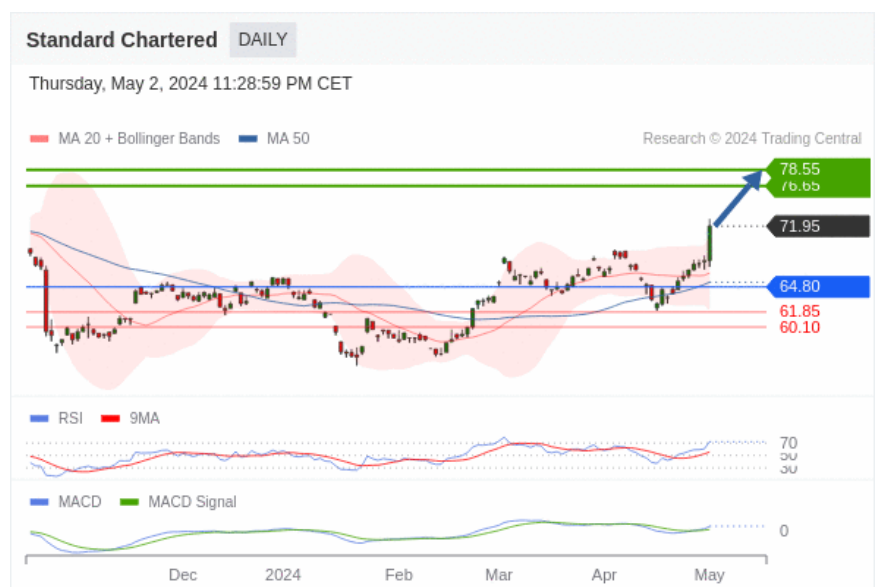 Standard Chartered DAILY
Thursday, May 2, 2024 11:28:59 PM CET
MA 20 + Bollinger Bands MA 50 Research © 2024 Trading Central
78.55
76.65
71.95
64.80
61.85
60.10
RSI 9MA
70
50
30
MACD MACD Signal
0
Dec 2024 Feb Mar Apr May